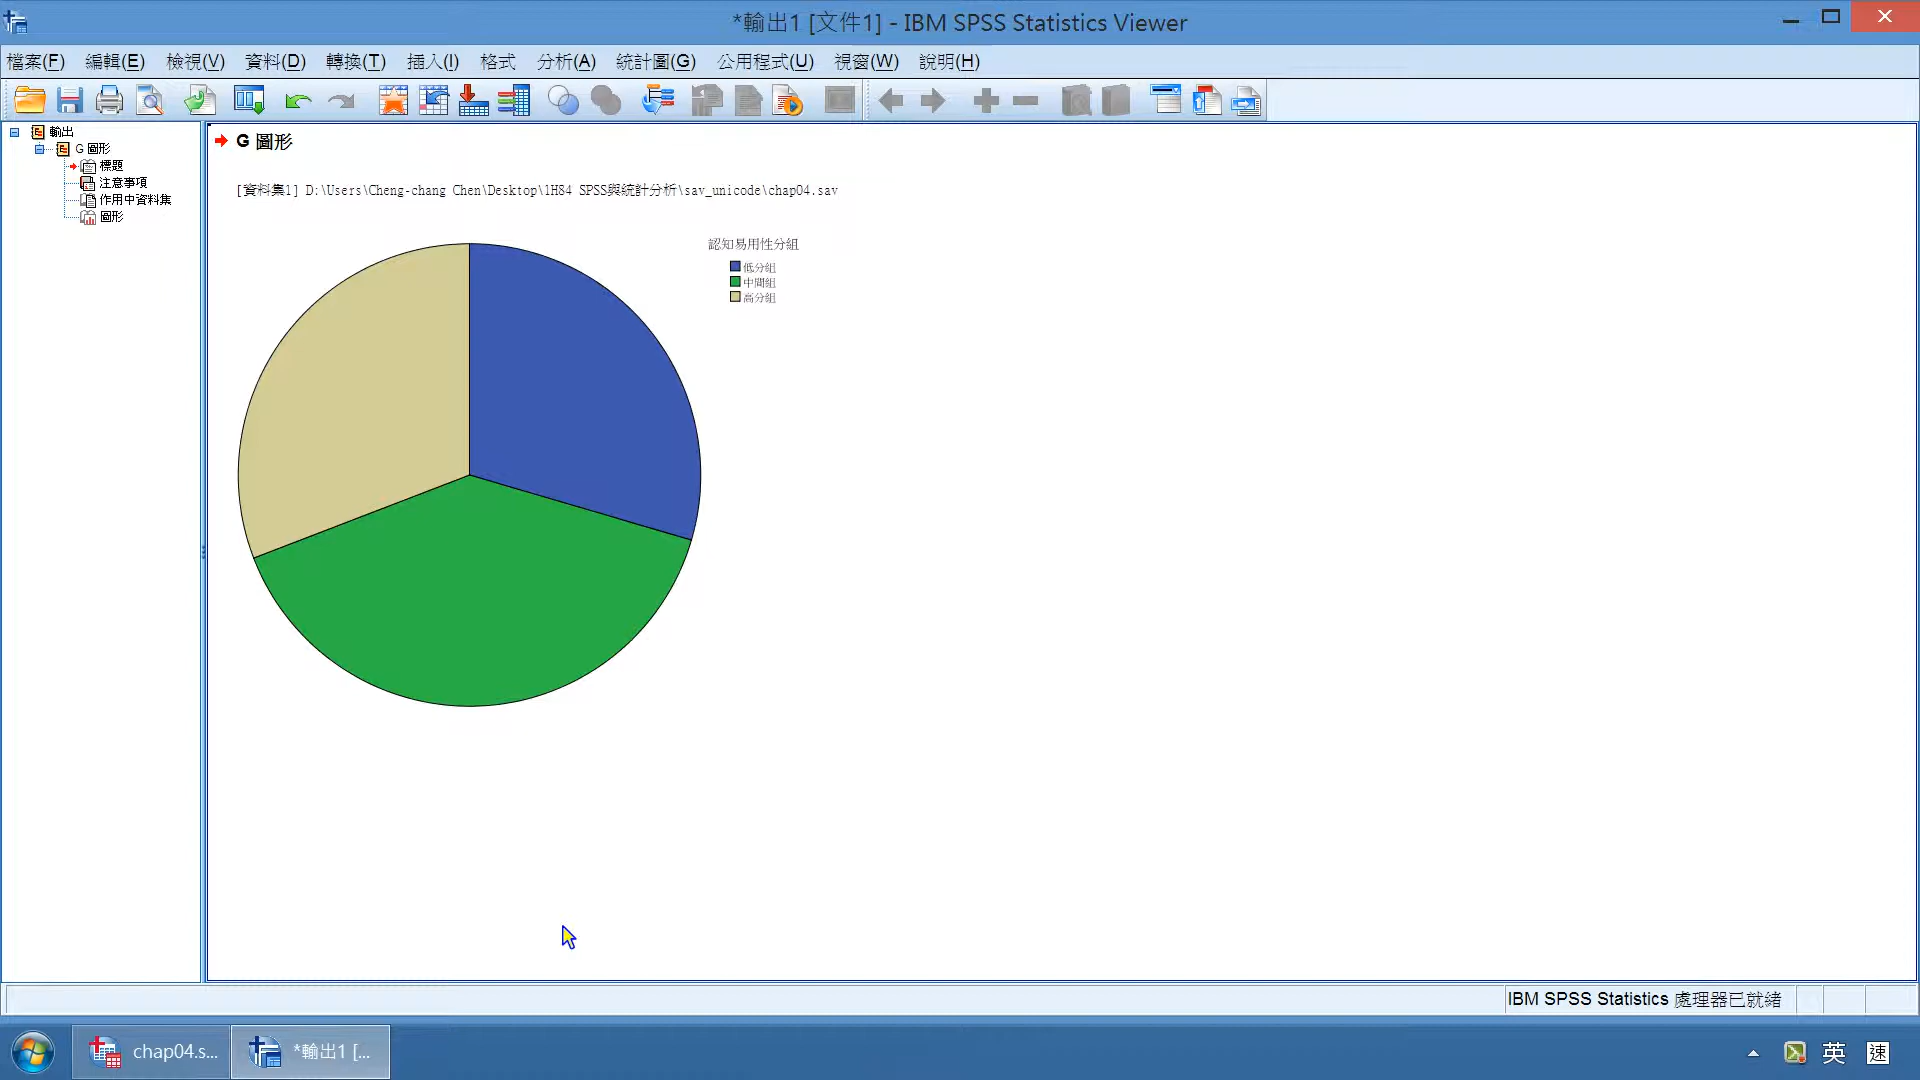 *輸出1 [文件1] - IBM SPSS Statistics Viewer
檔案(F) 編輯(E) 檢視(V) 資料(D) 轉換(T) 插入(I) 格式 分析(A) 統計圖(G) 公用程式(U) 視窗(W) 說明(H)
輸出
G 圖形
標題
注意事項
作用中資料集
圖形
G 圖形
[資料集1] D:\Users\Cheng-chang Chen\Desktop\1H84 SPSS與統計分析\sav_unicode\chap04.sav
認知易用性分組
低分組
中間組
高分組
IBM SPSS Statistics 處理器已就緒
chap04.s... *輸出1 [... 英 速